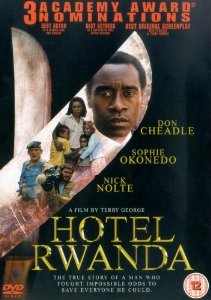 3 ACADEMY AWARD®
NOMINATIONS
BEST ACTOR BEST ACTRESS BEST ORIGINAL SCREENPLAY
DON
CHEADLE
SOPHIE
OKONEDO
NICK
NOLTE
A FILM BY TERRY GEORGE
HOTEL
RWANDA
THE TRUE STORY OF A MAN WHO
FOUGHT IMPOSSIBLE ODDS TO
SAVE EVERYONE HE COULD.
DVD
VIDEO
12